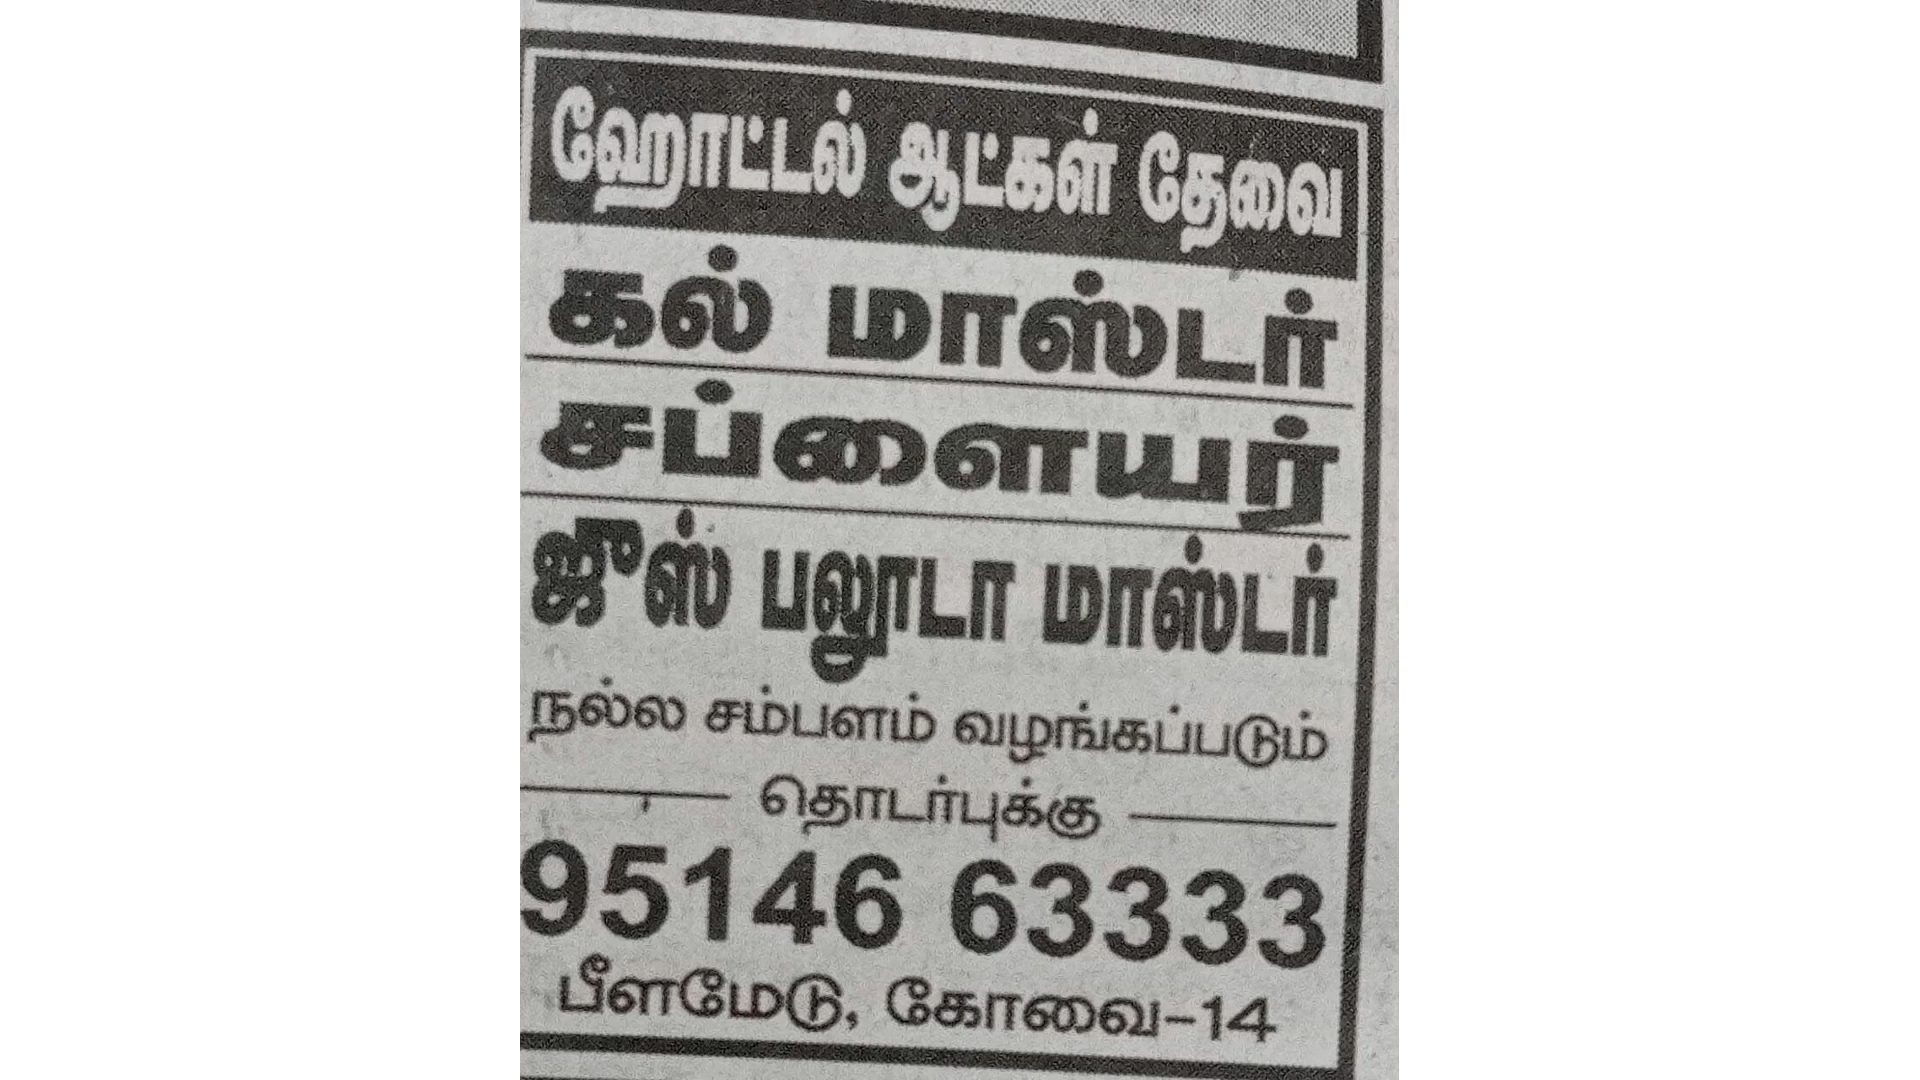 ஹோட்டல் ஆட்கள் தேவை
கல் மாஸ்டர்
சப்ளையர்
ஜீஸ் பலூடா மாஸ்டர்
நல்ல சம்பளம் வழங்கப்படும்
தொடர்புக்கு
95146 63333
பீளமேடு, கோவை-14